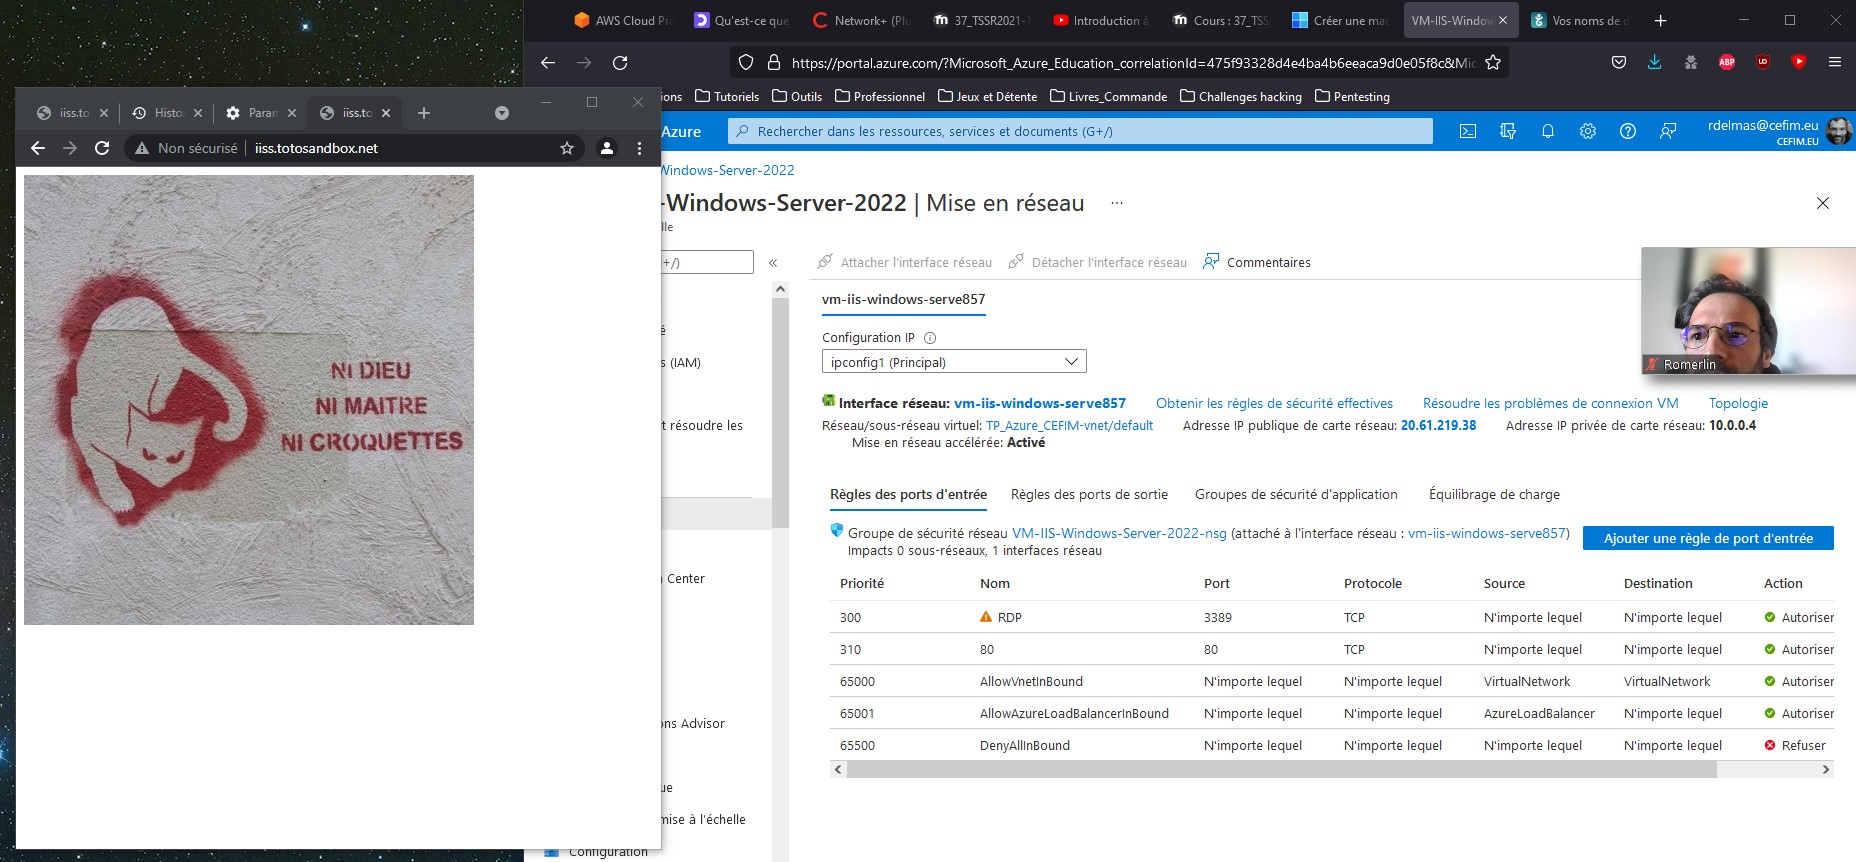 AWS Cloud Pra
Qu'est-ce que
Network+ (Plu
37_TSSR2021-1
Introduction à
Cours : 37_TSSR
Créer une mac
VM-IIS-Window
Vos noms de d
https://portal.azure.com/?Microsoft_Azure_Education_correlationId=475f93328d4e4ba4b6eeaca9d0e05f8c&Mic
ABP
ions
Tutoriels
Outils
Professionnel
Jeux et Détente
Livres_Commande
Challenges hacking
Pentesting
iiss.to
Histo
Param
iiss.to
Non sécurisé
iiss.totosandbox.net
NI DIEU
NI MAITRE
NI CROQUETTES
Azure
Rechercher dans les ressources, services et documents (G+/)
rdelmas@cefim.eu
CEFIM.EU
Windows-Server-2022
-Windows-Server-2022 | Mise en réseau ...
lle
+/)
«
é
s (IAM)
t résoudre les
Center
ons Advisor
ue
mise à l'échelle
Configuration
Attacher l'interface réseau
Détacher l'interface réseau
Commentaires
vm-iis-windows-serve857
Configuration IP
ipconfig1 (Principal)
Romerlin
Interface réseau: vm-iis-windows-serve857 Obtenir les règles de sécurité effectives Résoudre les problèmes de connexion VM Topologie
Réseau/sous-réseau virtuel: TP_Azure_CEFIM-vnet/default Adresse IP publique de carte réseau: 20.61.219.38 Adresse IP privée de carte réseau: 10.0.0.4
Mise en réseau accélérée: Activé
Règles des ports d'entrée Règles des ports de sortie Groupes de sécurité d'application Équilibrage de charge
Groupe de sécurité réseau VM-IIS-Windows-Server-2022-nsg (attaché à l'interface réseau : vm-iis-windows-serve857)
Impacts 0 sous-réseaux, 1 interfaces réseau
Ajouter une règle de port d'entrée
Priorité Nom Port Protocole Source Destination Action
300 RDP 3389 TCP N'importe lequel N'importe lequel Autoriser
310 80 80 TCP N'importe lequel N'importe lequel Autoriser
65000 AllowVnetInBound N'importe lequel N'importe lequel VirtualNetwork VirtualNetwork Autoriser
65001 AllowAzureLoadBalancerInBound N'importe lequel N'importe lequel AzureLoadBalancer N'importe lequel Autoriser
65500 DenyAllInBound N'importe lequel N'importe lequel N'importe lequel N'importe lequel Refuser